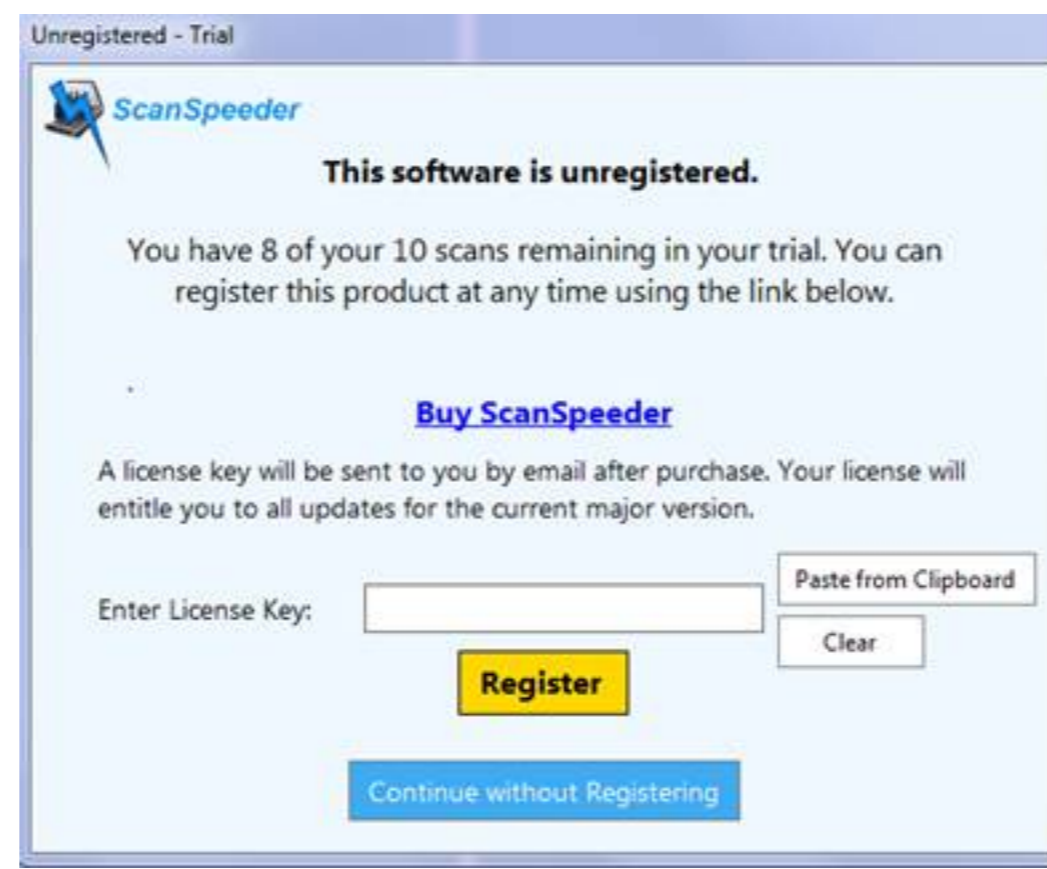 Unregistered - Trial
ScanSpeeder
This software is unregistered.
You have 8 of your 10 scans remaining in your trial. You can
register this product at any time using the link below.
.
Buy ScanSpeeder
A license key will be sent to you by email after purchase. Your license will
entitle you to all updates for the current major version.
Enter License Key:
Paste from Clipboard
Clear
Register
Continue without Registering